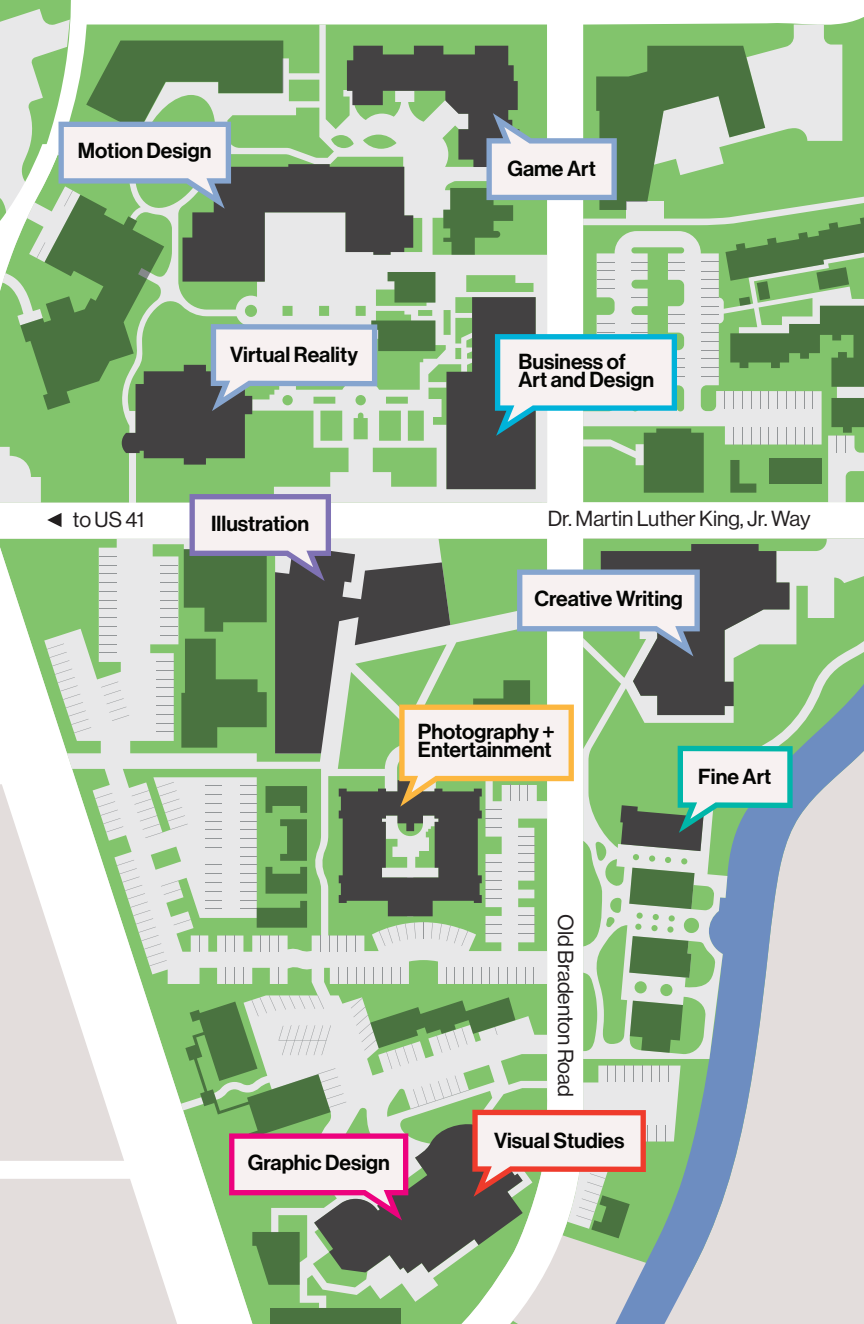 Motion Design
Game Art
Virtual Reality
Business of
Art and Design
◄ to US 41
Illustration
Dr. Martin Luther King, Jr. Way
Creative Writing
Photography +
Entertainment
Fine Art
Old Bradenton Road
Visual Studies
Graphic Design